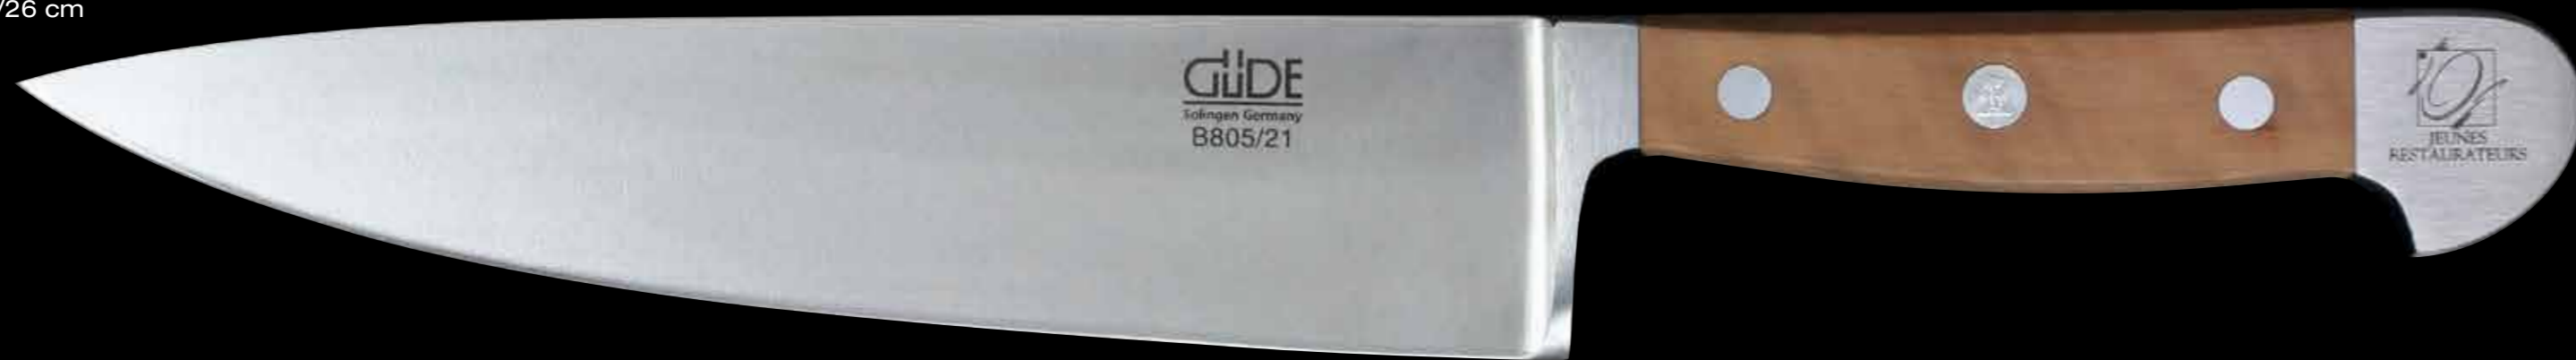 /26 cm
GÜDE
Solingen Germany
B805/21
JEUNES
RESTAURATEURS